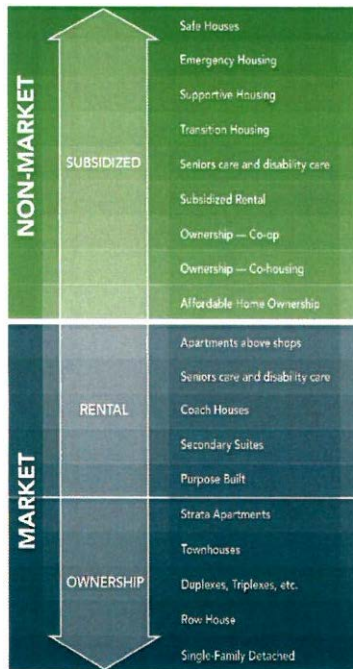 NON-MARKET
SUBSIDIZED
Safe Houses
Emergency Housing
Supportive Housing
Transition Housing
Seniors care and disability care
Subsidized Rental
Ownership — Co-op
Ownership — Co-housing
Affordable Home Ownership
MARKET
RENTAL
Apartments above shops
Seniors care and disability care
Coach Houses
Secondary Suites
Purpose Built
OWNERSHIP
Strata Apartments
Townhouses
Duplexes, Triplexes, etc.
Row House
Single-Family Detached